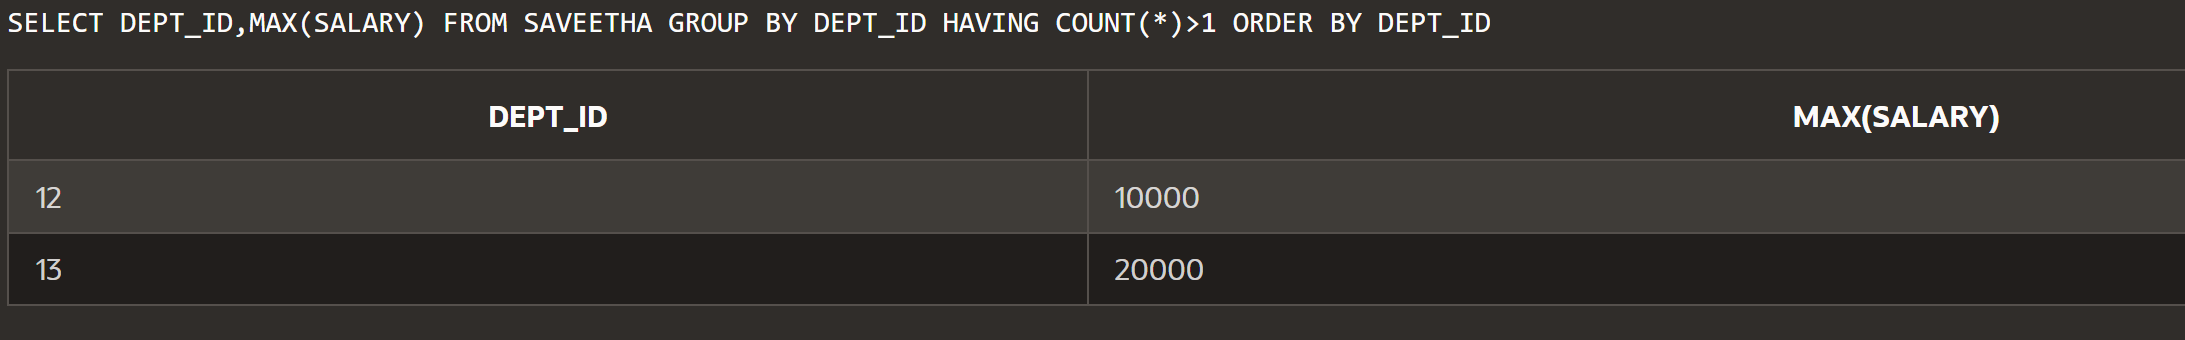 SELECT DEPT_ID,MAX(SALARY) FROM SAVEETHA GROUP BY DEPT_ID HAVING COUNT(*)>1 ORDER BY DEPT_ID
DEPT_ID MAX(SALARY)
12 10000
13 20000